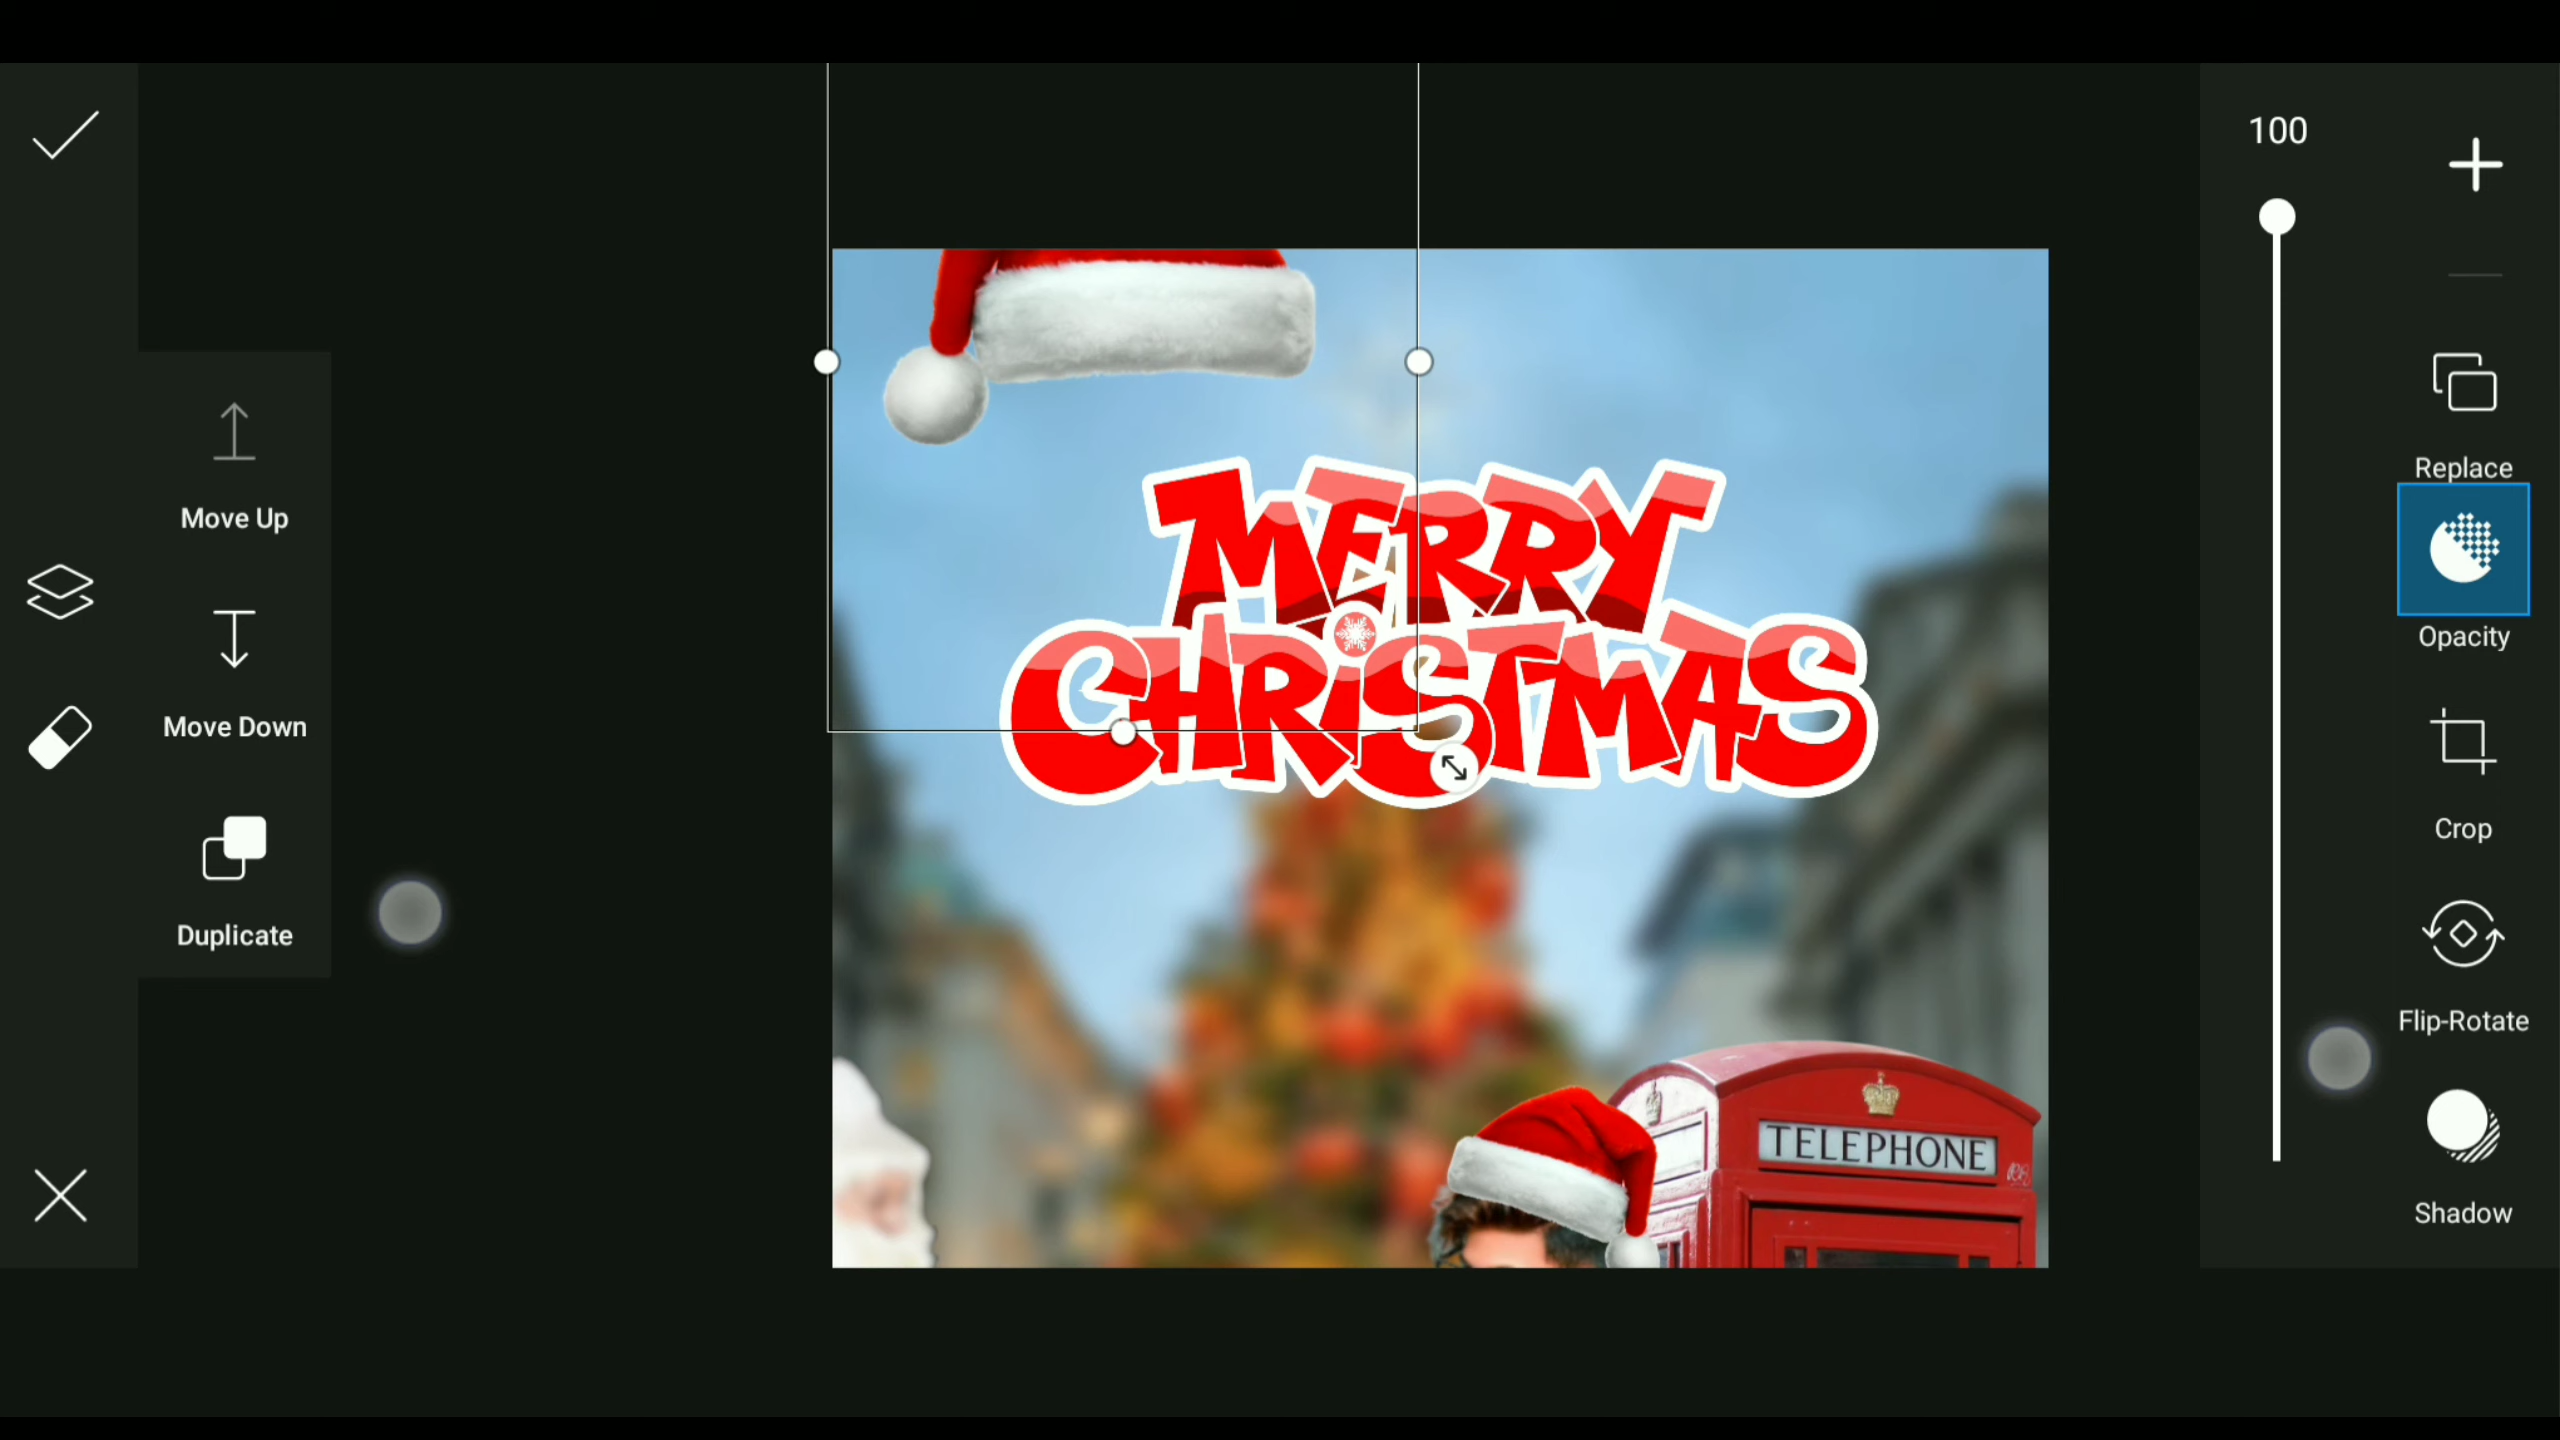 100
Move Up
Move Down
Duplicate
MERRY
CHRISTMAS
TELEPHONE
Replace
Opacity
Crop
Flip-Rotate
Shadow